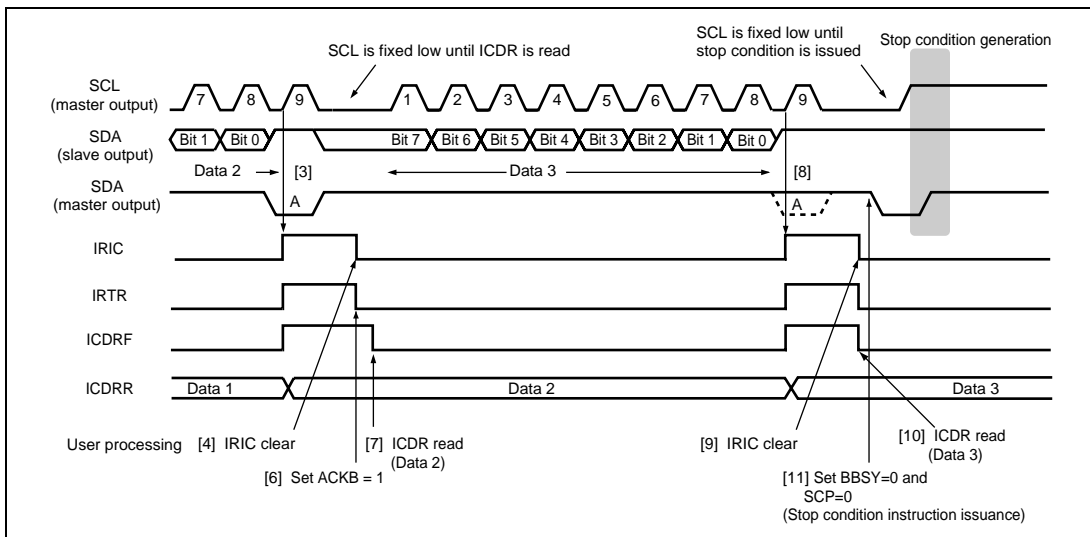 SCL is fixed low until ICDR is read
SCL is fixed low until
stop condition is issued
Stop condition generation
SCL
(master output)
7 8 9 1 2 3 4 5 6 7 8 9
SDA
(slave output)
Bit 1 Bit 0 Bit 7 Bit 6 Bit 5 Bit 4 Bit 3 Bit 2 Bit 1 Bit 0
Data 2 [3] Data 3 [8]
SDA
(master output)
A A
IRIC
IRTR
ICDRF
ICDRR
Data 1 Data 2 Data 3
User processing
[4] IRIC clear
[7] ICDR read
(Data 2)
[6] Set ACKB = 1
[9] IRIC clear
[10] ICDR read
(Data 3)
[11] Set BBSY=0 and
SCP=0
(Stop condition instruction issuance)